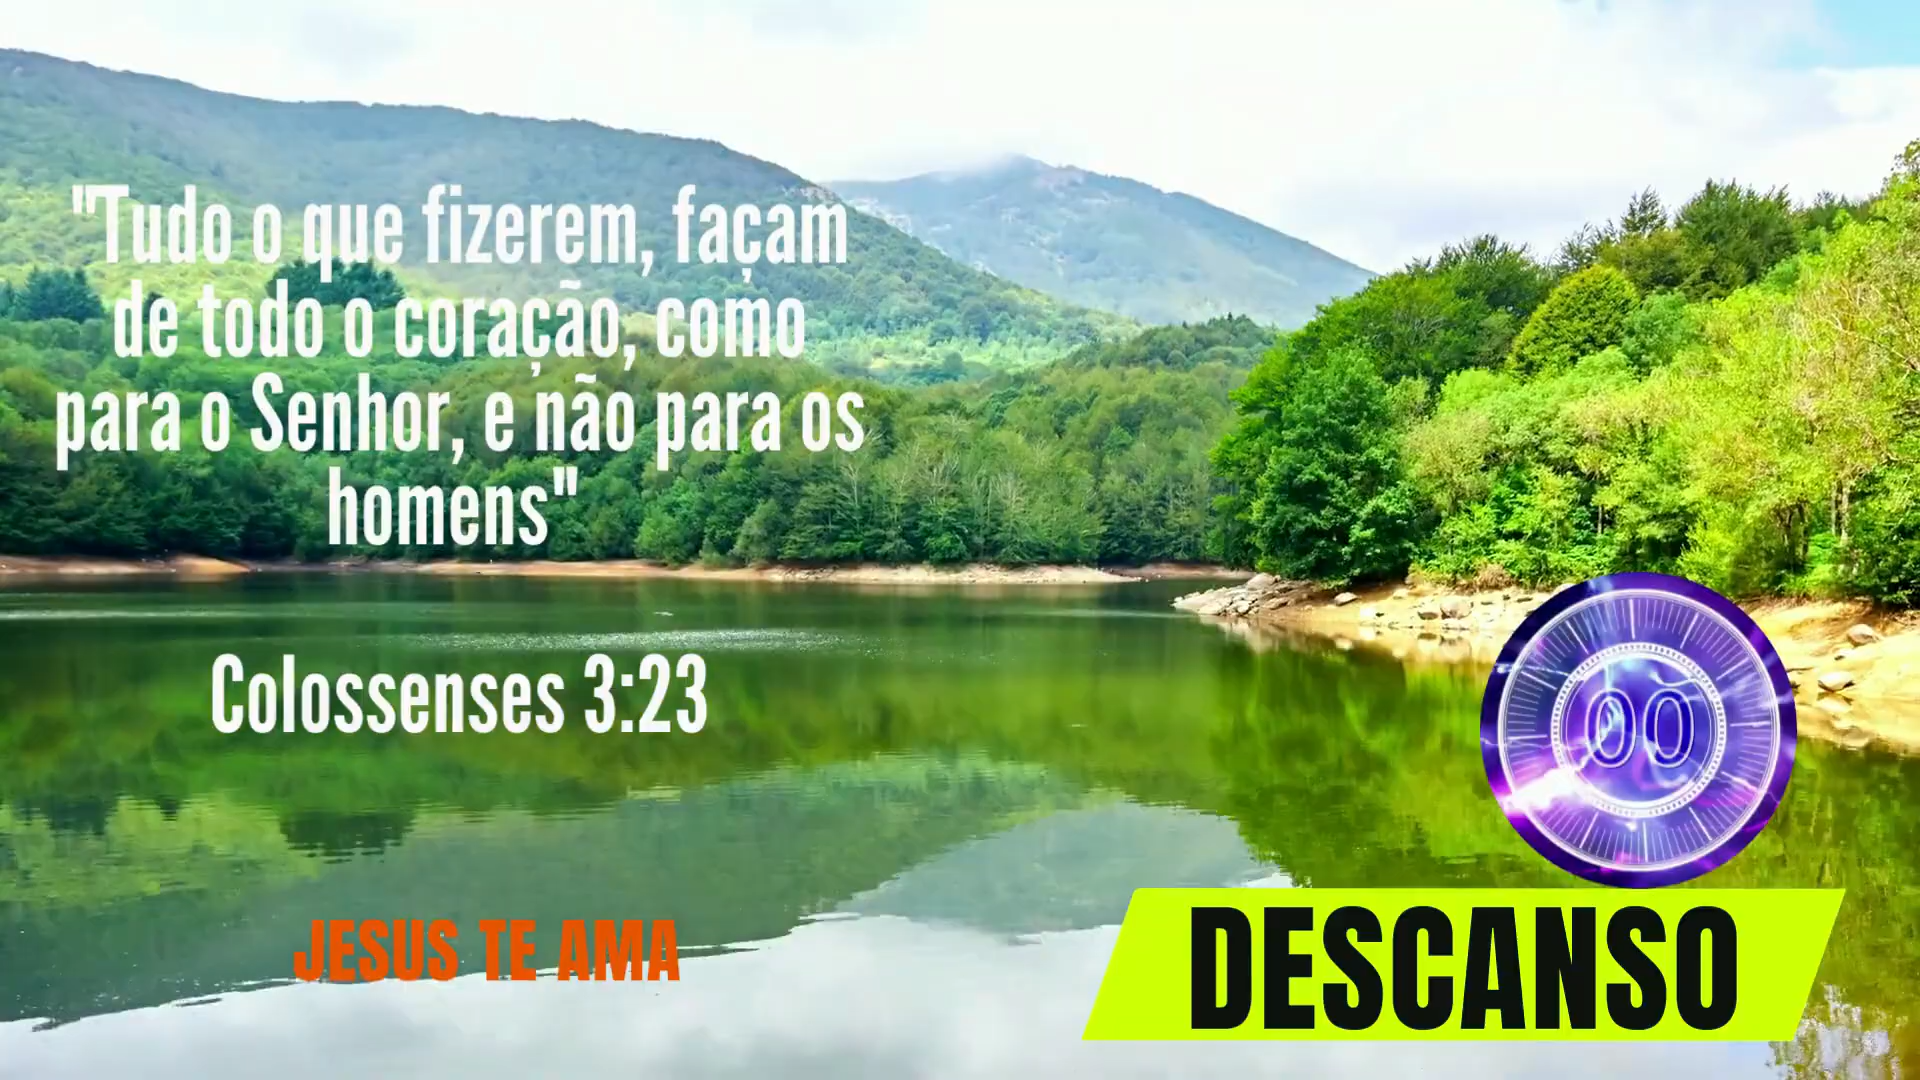 "Tudo o que fizerem, façam
de todo o coração, como
para o Senhor, e não para os
homens"
Colossenses 3:23
JESUS TE AMA
00
DESCANSO